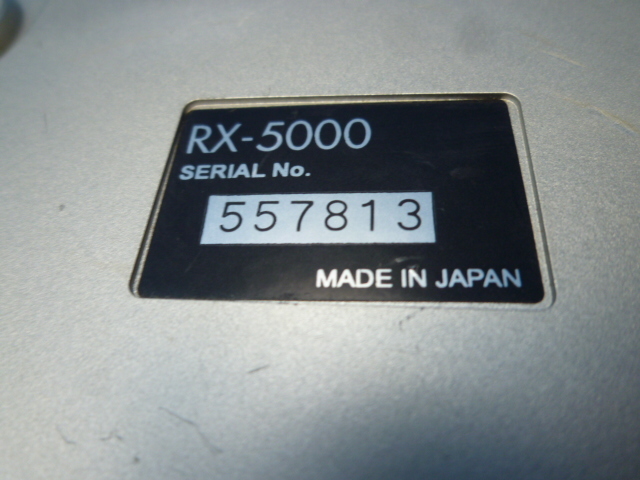 RX-5000
SERIAL No.
557813
MADE IN JAPAN